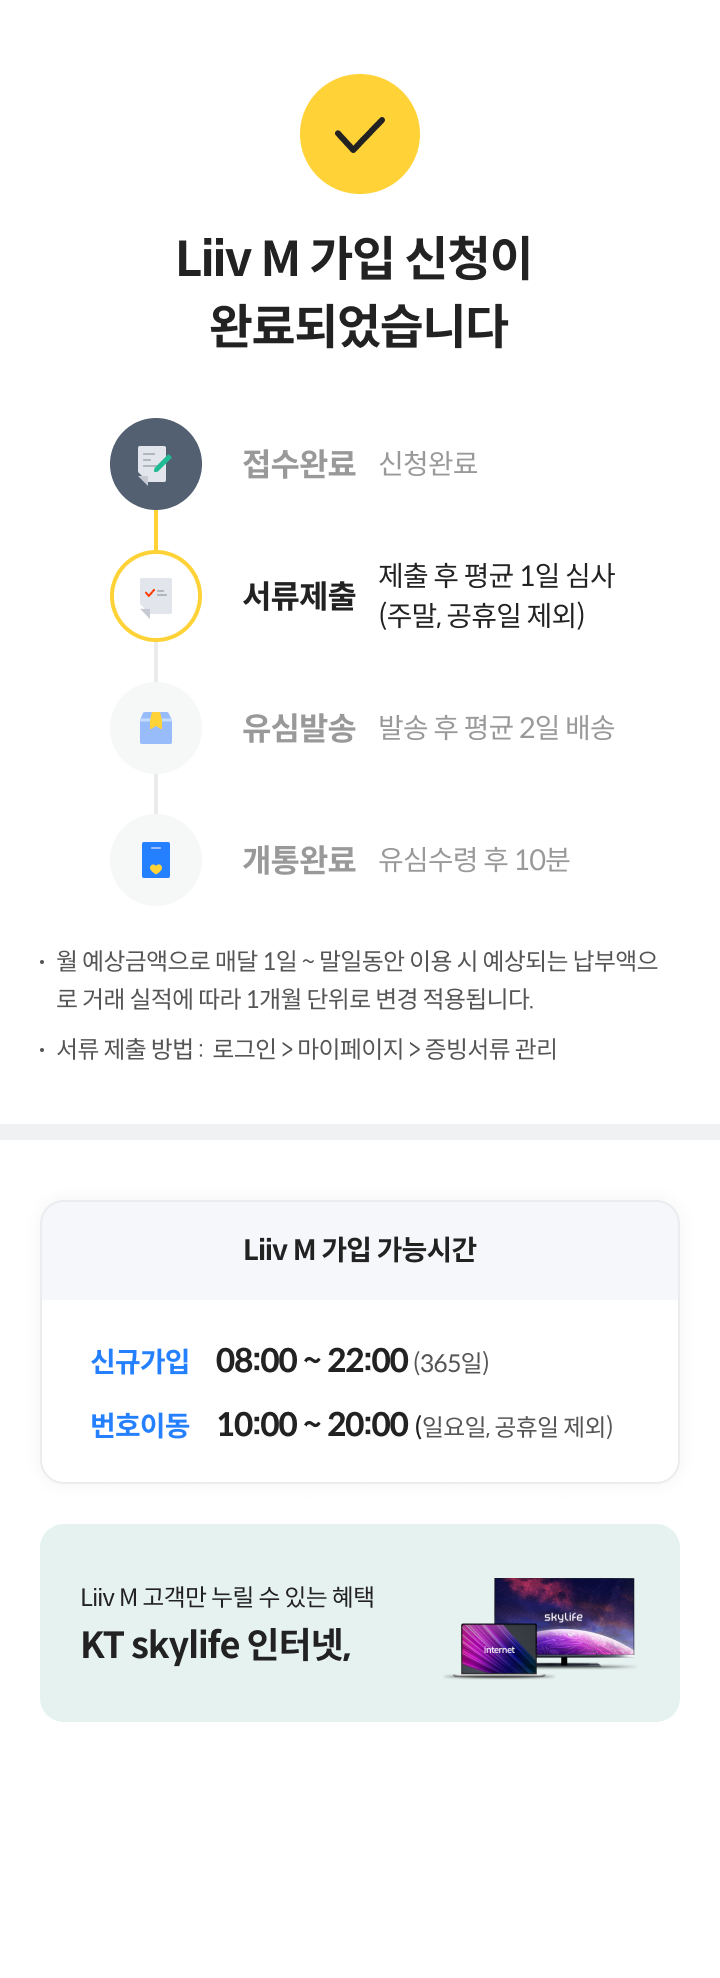 Liiv M 가입 신청이
완료되었습니다
접수완료 신청완료
서류제출 제출 후 평균 1일 심사
(주말, 공휴일 제외)
유심발송 발송 후 평균 2일 배송
개통완료 유심수령 후 10분
• 월 예상금액으로 매달 1일 ~ 말일동안 이용 시 예상되는 납부액으
로 거래 실적에 따라 1개월 단위로 변경 적용됩니다.
• 서류 제출 방법 : 로그인 > 마이페이지 > 증빙서류 관리
Liiv M 가입 가능시간
신규가입 08:00 ~ 22:00 (365일)
번호이동 10:00 ~ 20:00 (일요일, 공휴일 제외)
Liiv M 고객만 누릴 수 있는 혜택
KT skylife 인터넷,
skylife
internet